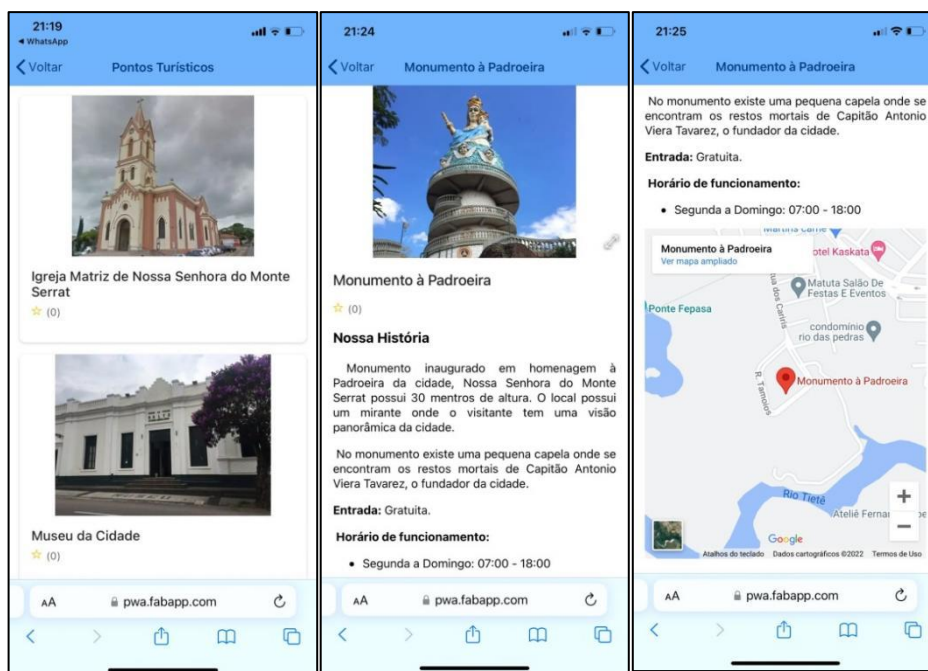 21:19
◄ WhatsApp
Voltar
Pontos Turísticos
Igreja Matriz de Nossa Senhora do Monte
Serrat
(0)
Museu da Cidade
(0)
AA
pwa.fabapp.com
21:24
Voltar
Monumento à Padroeira
Monumento à Padroeira
(0)
Nossa História
Monumento inaugurado em homenagem à
Padroeira da cidade, Nossa Senhora do Monte
Serrat possui 30 mentros de altura. O local possui
um mirante onde o visitante tem uma visão
panorâmica da cidade.
No monumento existe uma pequena capela onde se
encontram os restos mortais de Capitão Antonio
Viera Tavarez, o fundador da cidade.
Entrada: Gratuita.
Horário de funcionamento:
• Segunda a Domingo: 07:00 - 18:00
AA
pwa.fabapp.com
21:25
Voltar
Monumento à Padroeira
No monumento existe uma pequena capela onde se
encontram os restos mortais de Capitão Antonio
Viera Tavarez, o fundador da cidade.
Entrada: Gratuita.
Horário de funcionamento:
• Segunda a Domingo: 07:00 - 18:00
Martins Carne
Monumento à Padroeira
Ver mapa ampliado
otel Kaskata
Matuta Salão De
Festas E Eventos
Rua dos Cariris
Ponte Fepasa
condomínio
rio das pedras
R. Tamoios
Monumento à Padroeira
Rio Tietê
Ateliê Fernan
Google
Atalhos do teclado
Dados cartográficos ©2022
Termos de Uso
AA
pwa.fabapp.com